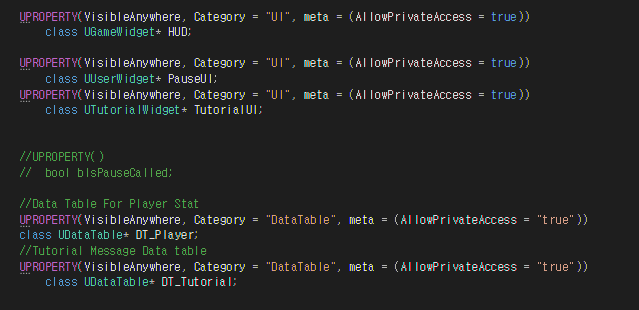 UPROPERTY(VisibleAnywhere, Category = "UI", meta = (AllowPrivateAccess = true))
class UGameWidget* HUD;
UPROPERTY(VisibleAnywhere, Category = "UI", meta = (AllowPrivateAccess = true))
class UUserWidget* PauseUI;
UPROPERTY(VisibleAnywhere, Category = "UI", meta = (AllowPrivateAccess = true))
class UTutorialWidget* TutorialUI;
//UPROPERTY()
// bool bIsPauseCalled;
//Data Table For Player Stat
UPROPERTY(VisibleAnywhere, Category = "DataTable", meta = (AllowPrivateAccess = "true"))
class UDataTable* DT_Player;
//Tutorial Message Data table
UPROPERTY(VisibleAnywhere, Category = "DataTable", meta = (AllowPrivateAccess = "true"))
class UDataTable* DT_Tutorial;